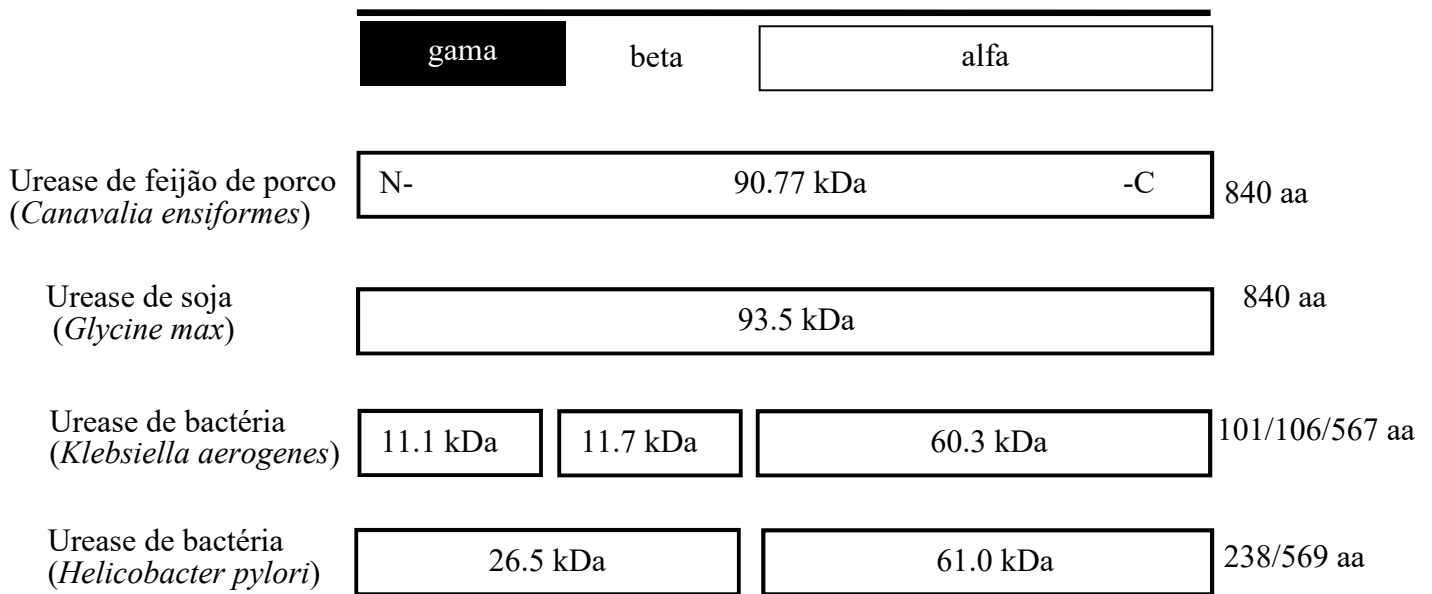 gama beta alfa
Urease de feijão de porco
(Canavalia ensiformes)
N- 90.77 kDa -C
840 aa
Urease de soja
(Glycine max)
93.5 kDa
840 aa
Urease de bactéria
(Klebsiella aerogenes)
11.1 kDa 11.7 kDa 60.3 kDa
101/106/567 aa
Urease de bactéria
(Helicobacter pylori)
26.5 kDa 61.0 kDa
238/569 aa